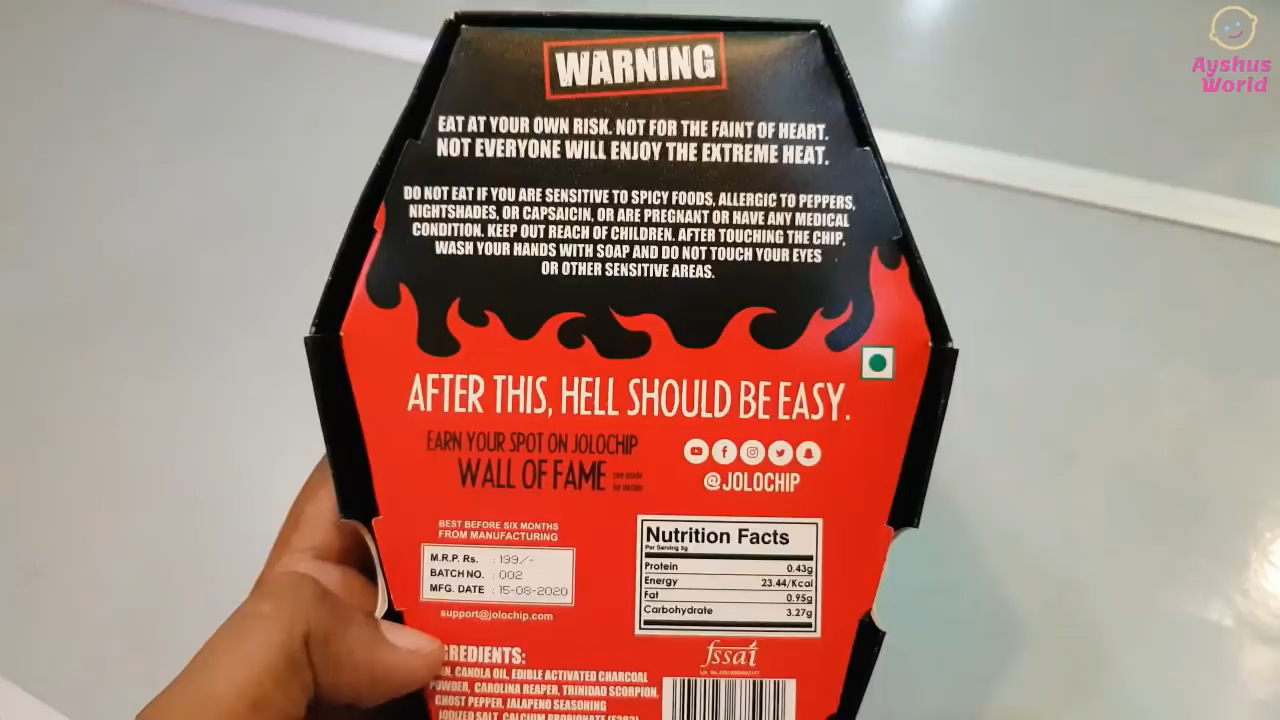 Ayshus
World
WARNING
EAT AT YOUR OWN RISK. NOT FOR THE FAINT OF HEART.
NOT EVERYONE WILL ENJOY THE EXTREME HEAT.
DO NOT EAT IF YOU ARE SENSITIVE TO SPICY FOODS, ALLERGIC TO PEPPERS,
NIGHTSHADES, OR CAPSAICIN, OR ARE PREGNANT OR HAVE ANY MEDICAL
CONDITION. KEEP OUT REACH OF CHILDREN. AFTER TOUCHING THE CHIP,
WASH YOUR HANDS WITH SOAP AND DO NOT TOUCH YOUR EYES
OR OTHER SENSITIVE AREAS.
AFTER THIS, HELL SHOULD BE EASY.
EARN YOUR SPOT ON JOLOCHIP
WALL OF FAME
@JOLOCHIP
BEST BEFORE SIX MONTHS
FROM MANUFACTURING
M.R.P. Rs. : 199/-
BATCH NO. : 002
MFG. DATE : 15-08-2020
support@jolochip.com
Nutrition Facts
Per Serving 5g
Protein 0.43g
Energy 23.44/Kcal
Fat 0.95g
Carbohydrate 3.27g
fssai
GREDIENTS:
CANOLA OIL, EDIBLE ACTIVATED CHARCOAL
POWDER, CAROLINA REAPER, TRINIDAD SCORPION,
GHOST PEPPER, JALAPENO SEASONING
IODIZED SALT, CALCIUM PROPIONATE